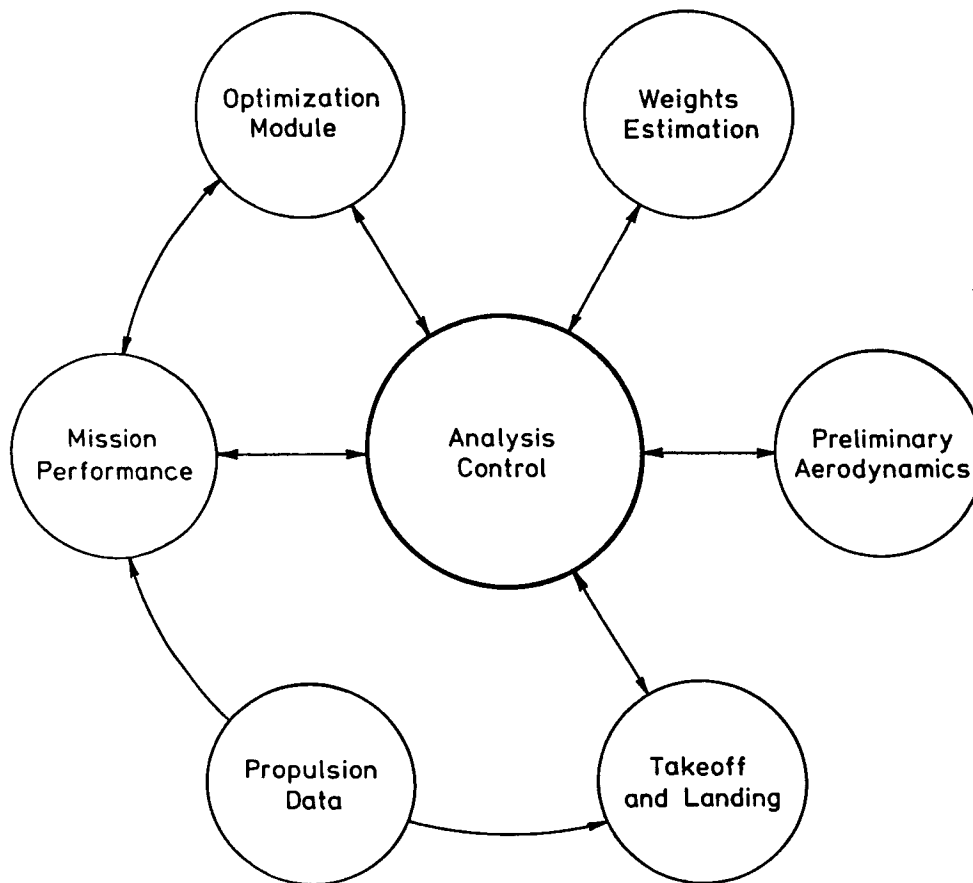 Optimization
Module
Weights
Estimation
Mission
Performance
Analysis
Control
Preliminary
Aerodynamics
Propulsion
Data
Takeoff
and Landing